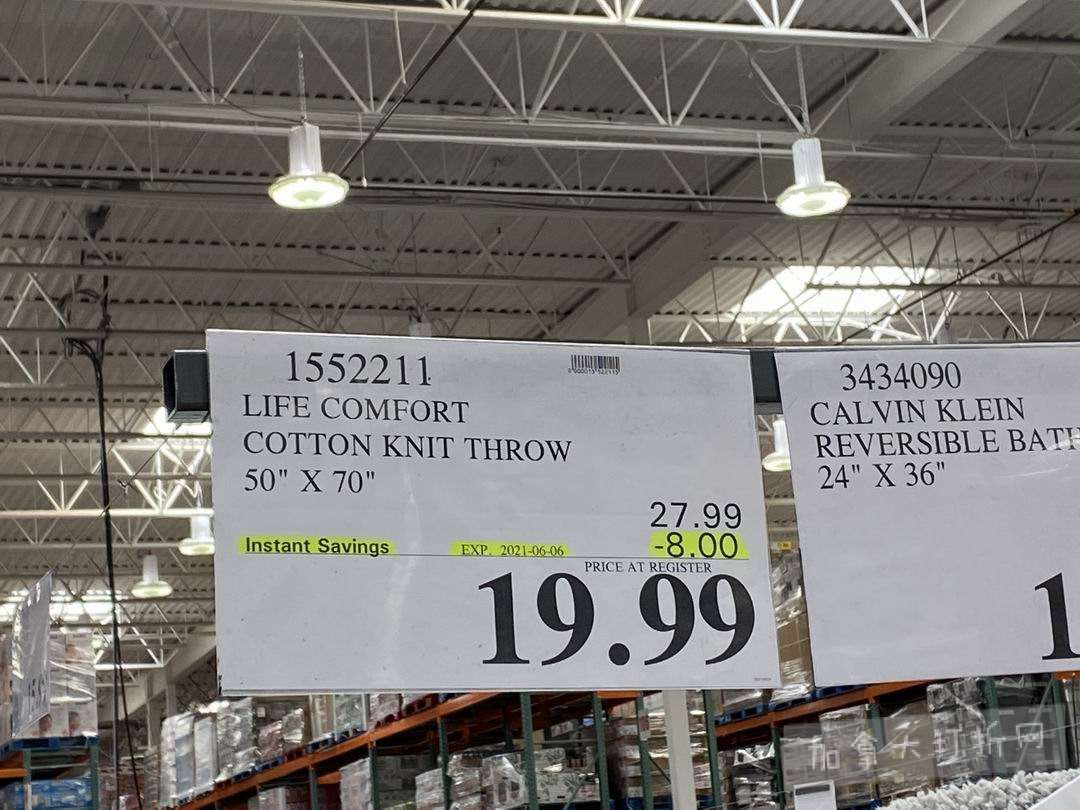 1552211
LIFE COMFORT
COTTON KNIT THROW
50" X 70"
27.99
Instant Savings EXP. 2021-06-06 -8.00
PRICE AT REGISTER
19.99
3434090
CALVIN KLEIN
REVERSIBLE BATH
24" X 36"
1
加拿大打折网